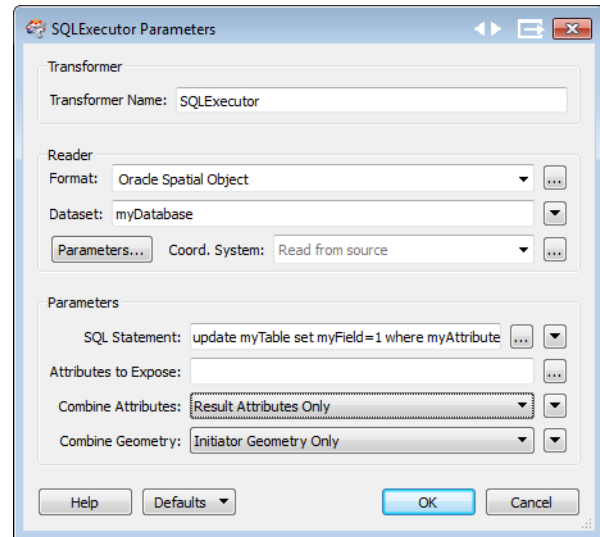 SQLExecutor Parameters
Transformer
Transformer Name: SQLExecutor
Reader
Format: Oracle Spatial Object ...
Dataset: myDatabase
Parameters... Coord. System: Read from source ...
Parameters
SQL Statement: update myTable set myField=1 where myAttribute ...
Attributes to Expose: ...
Combine Attributes: Result Attributes Only
Combine Geometry: Initiator Geometry Only
Help Defaults OK Cancel